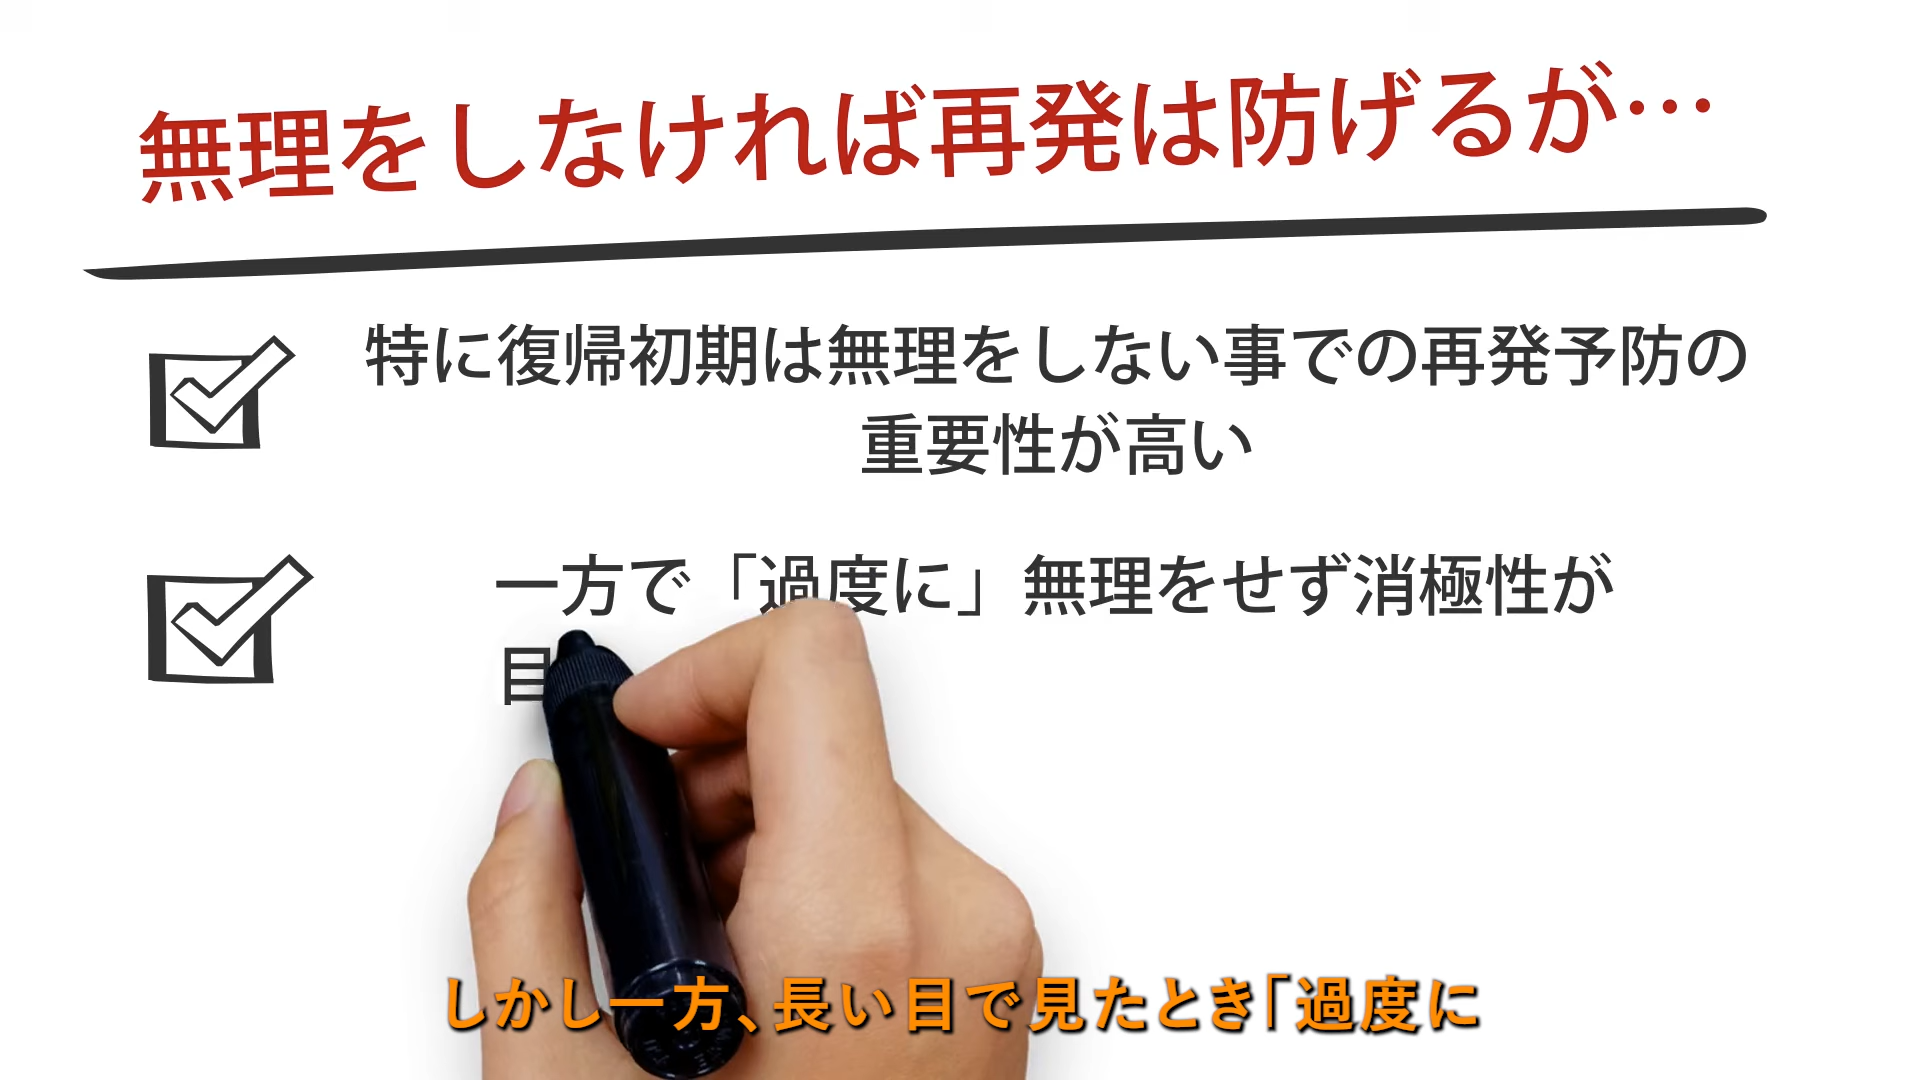 無理をしなければ再発は防げるが…
特に復帰初期は無理をしない事での再発予防の
重要性が高い
一方で「過度に」無理をせず消極性が
目
しかし一方、長い目で見たとき「過度に